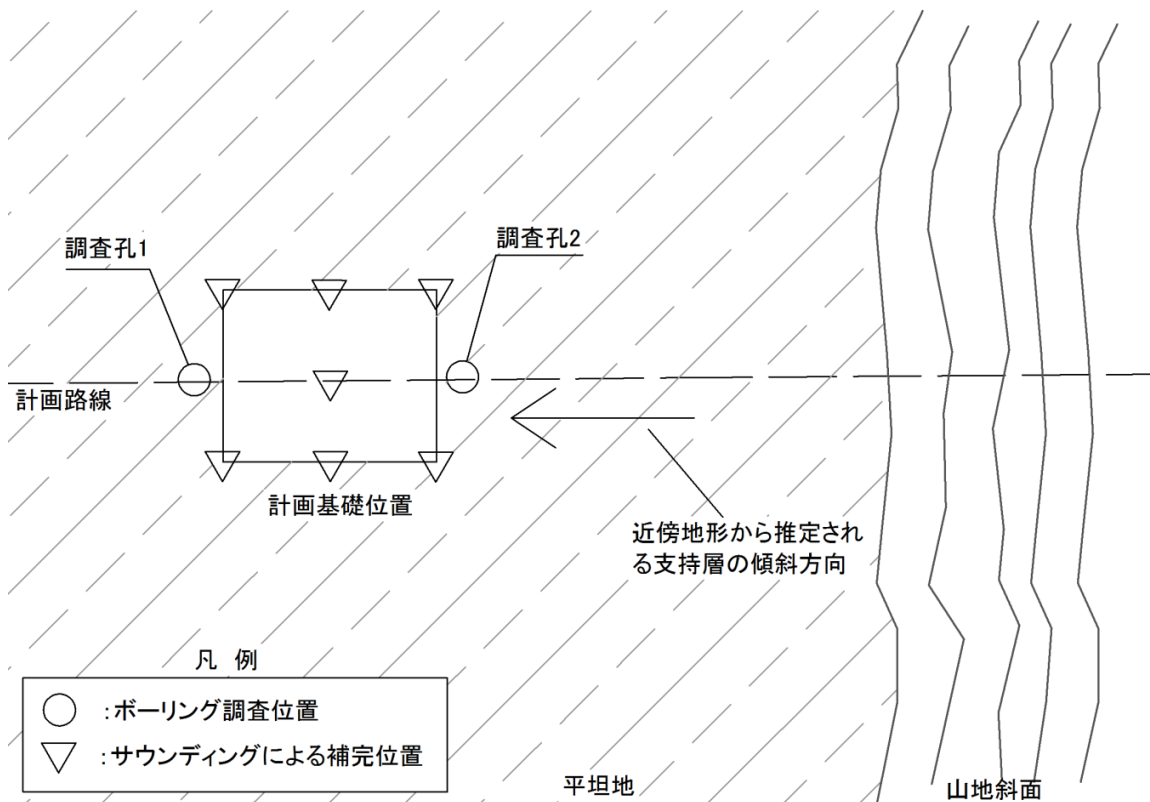 調査孔1
調査孔2
計画路線
計画基礎位置
近傍地形から推定され
る支持層の傾斜方向
凡 例
:ボーリング調査位置
:サウンディングによる補完位置
平坦地
山地斜面